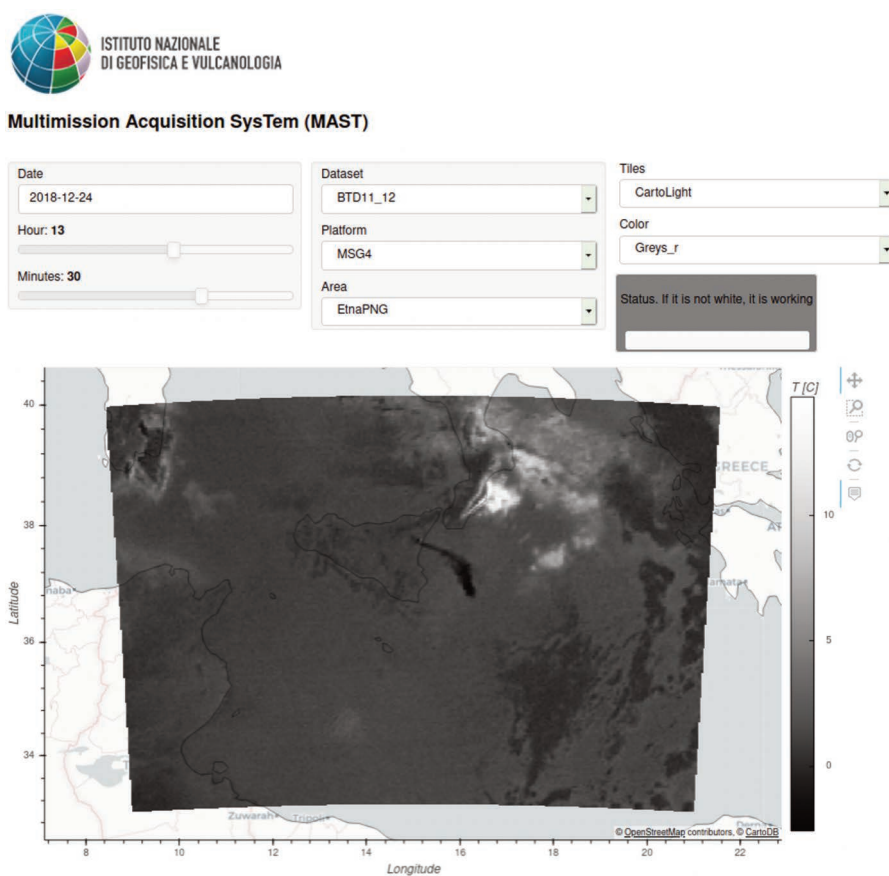 ISTITUTO NAZIONALE
DI GEOFISICA E VULCANOLOGIA
Multimission Acquisition SysTem (MAST)
Date
2018-12-24
Hour: 13
Minutes: 30
Dataset
BTD11_12
Platform
MSG4
Area
EtnaPNG
Tiles
CartoLight
Color
Greys_r
Status. If it is not white, it is working
T [C]
10
5
0
Latitude
40
38
36
34
GREECE
Zuwarah
Tripoli
© OpenStreetMap contributors, © CartoDB
8
10
12
14
16
18
20
22
Longitude